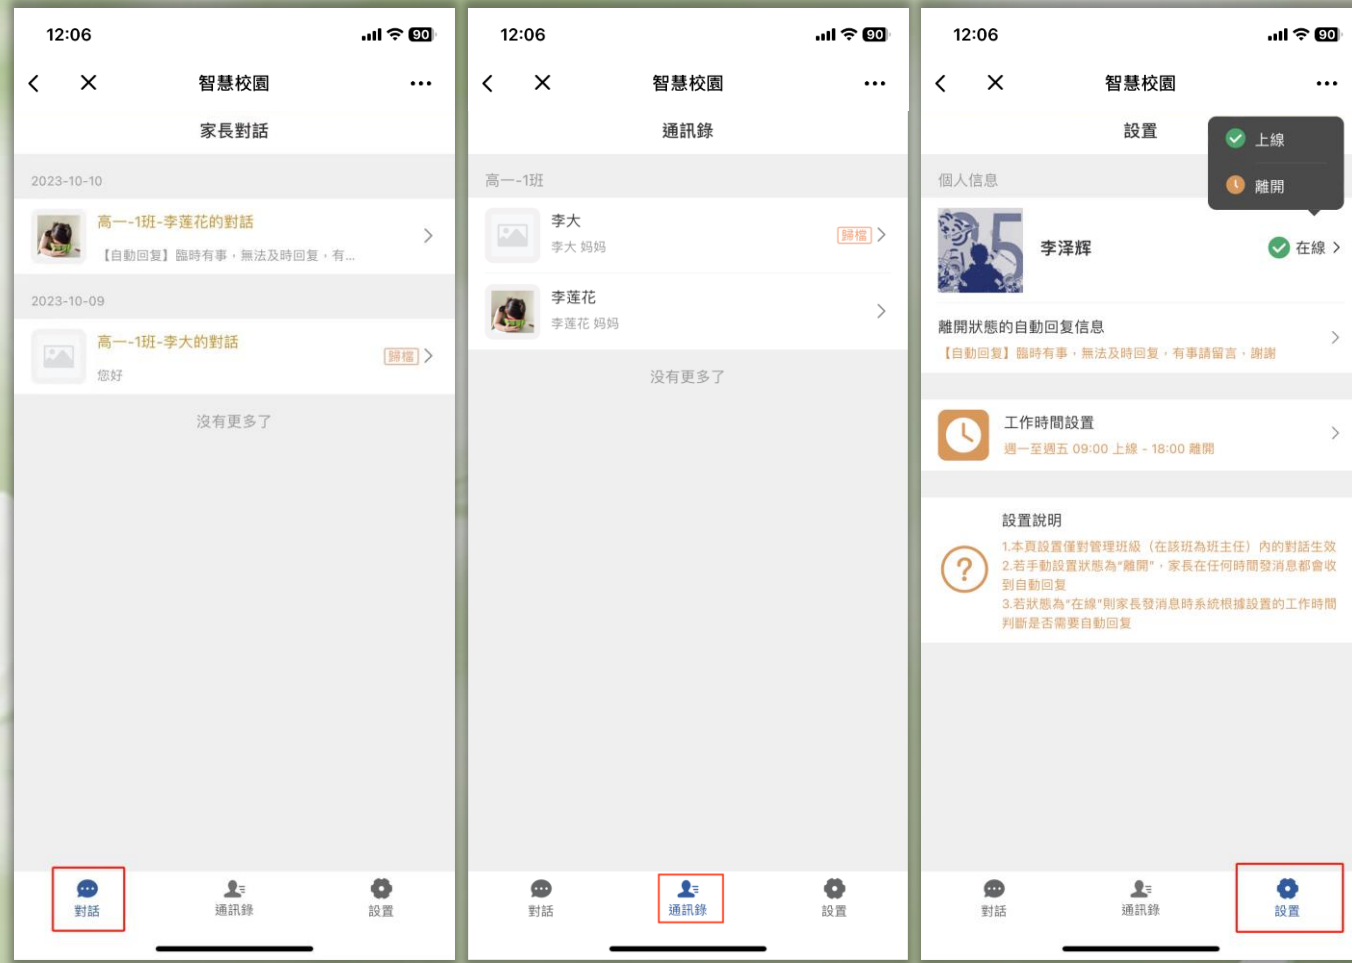 12:06
90
智慧校園
家長對話
2023-10-10
高一-1班-李莲花的對話
【自動回复】臨時有事，無法及時回复，有...
2023-10-09
高一-1班-李大的對話
歸檔
您好
沒有更多了
對話
通訊錄
設置
12:06
90
智慧校園
通訊錄
高一-1班
李大
歸檔
李大 妈妈
李莲花
李莲花 妈妈
没有更多了
對話
通訊錄
設置
12:06
90
智慧校園
設置
上線
離開
個人信息
李泽辉
在線
離開狀態的自動回复信息
【自動回复】臨時有事，無法及時回复，有事請留言，謝謝
工作時間設置
週一至週五 09:00 上線 - 18:00 離開
設置說明
1.本頁設置僅對管理班級（在該班為班主任）內的對話生效
2.若手動設置狀態為“離開”，家長在任何時間發消息都會收
到自動回复
3.若狀態為“在線”則家長發消息時系統根據設置的工作時間
判斷是否需要自動回复
對話
通訊錄
設置